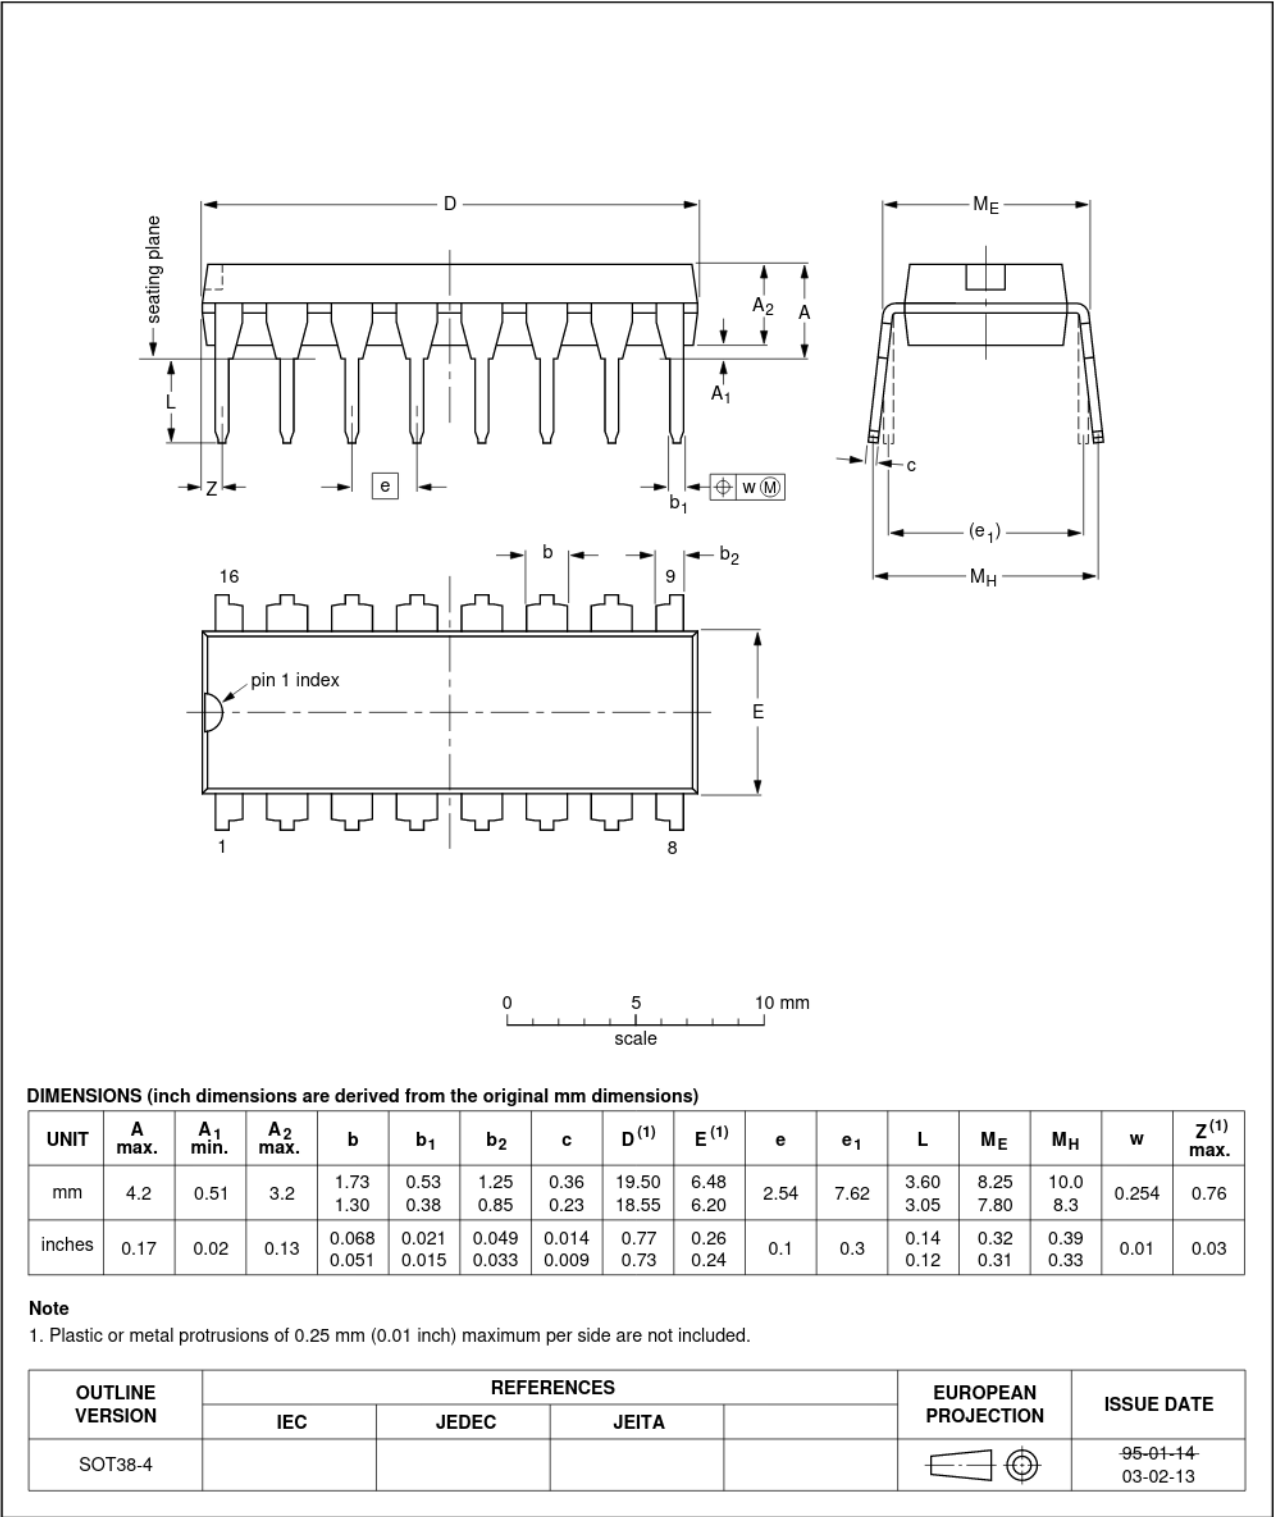 D
M E
seating plane
A 2
A
A 1
L
Z
e
b 1
w M
c
(e 1)
M H
b
b 2
16
9
pin 1 index
E
1
8
0 5 10 mm
scale
DIMENSIONS (inch dimensions are derived from the original mm dimensions)
UNIT A max. A1 min. A2 max. b b1 b2 c D(1) E(1) e e1 L ME MH w Z(1) max.
mm 4.2 0.51 3.2 1.73 1.30 0.53 0.38 1.25 0.85 0.36 0.23 19.50 18.55 6.48 6.20 2.54 7.62 3.60 3.05 8.25 7.80 10.0 8.3 0.254 0.76
inches 0.17 0.02 0.13 0.068 0.051 0.021 0.015 0.049 0.033 0.014 0.009 0.77 0.73 0.26 0.24 0.1 0.3 0.14 0.12 0.32 0.31 0.39 0.33 0.01 0.03
Note
1. Plastic or metal protrusions of 0.25 mm (0.01 inch) maximum per side are not included.
OUTLINE VERSION
REFERENCES
IEC JEDEC JEITA
EUROPEAN PROJECTION
ISSUE DATE
SOT38-4
95-01-14
03-02-13